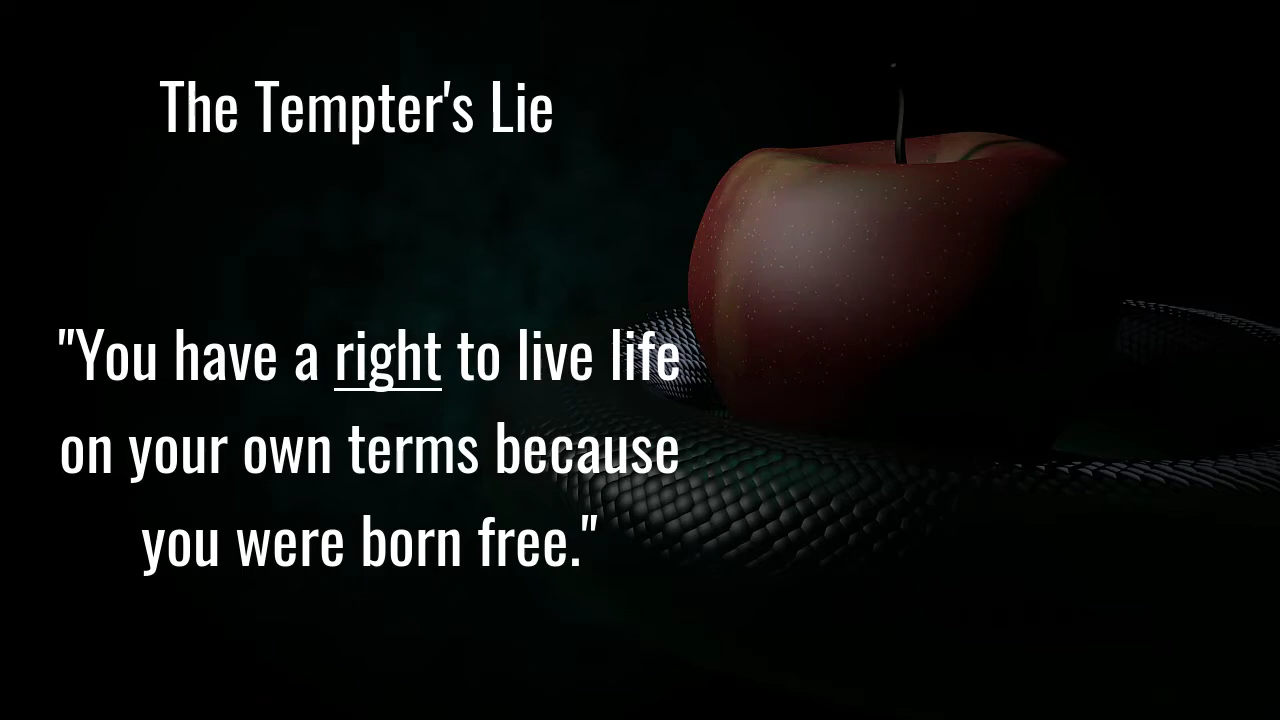 The Tempter's Lie
"You have a right to live life
on your own terms because
you were born free."